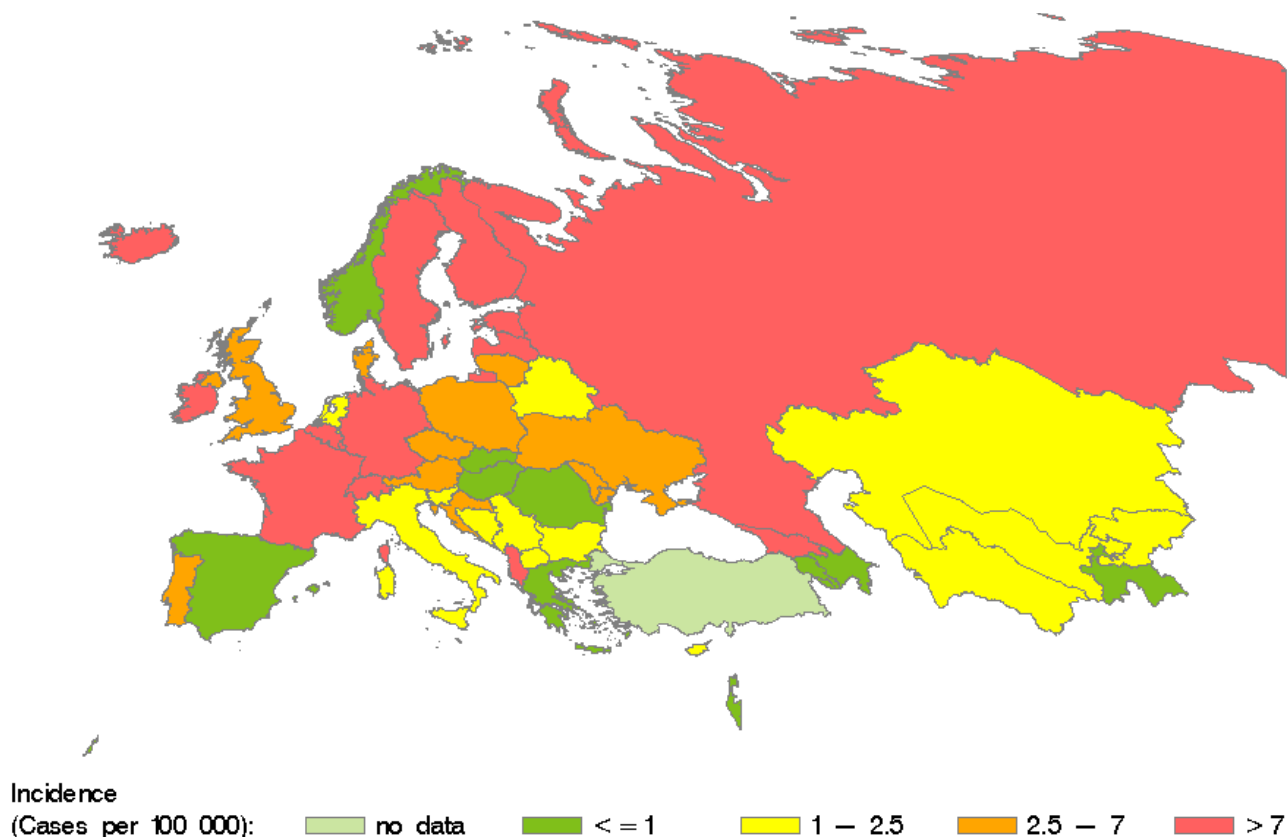 Incidence
(Cases per 100 000): no data <= 1 1 – 2.5 2.5 – 7 > 7